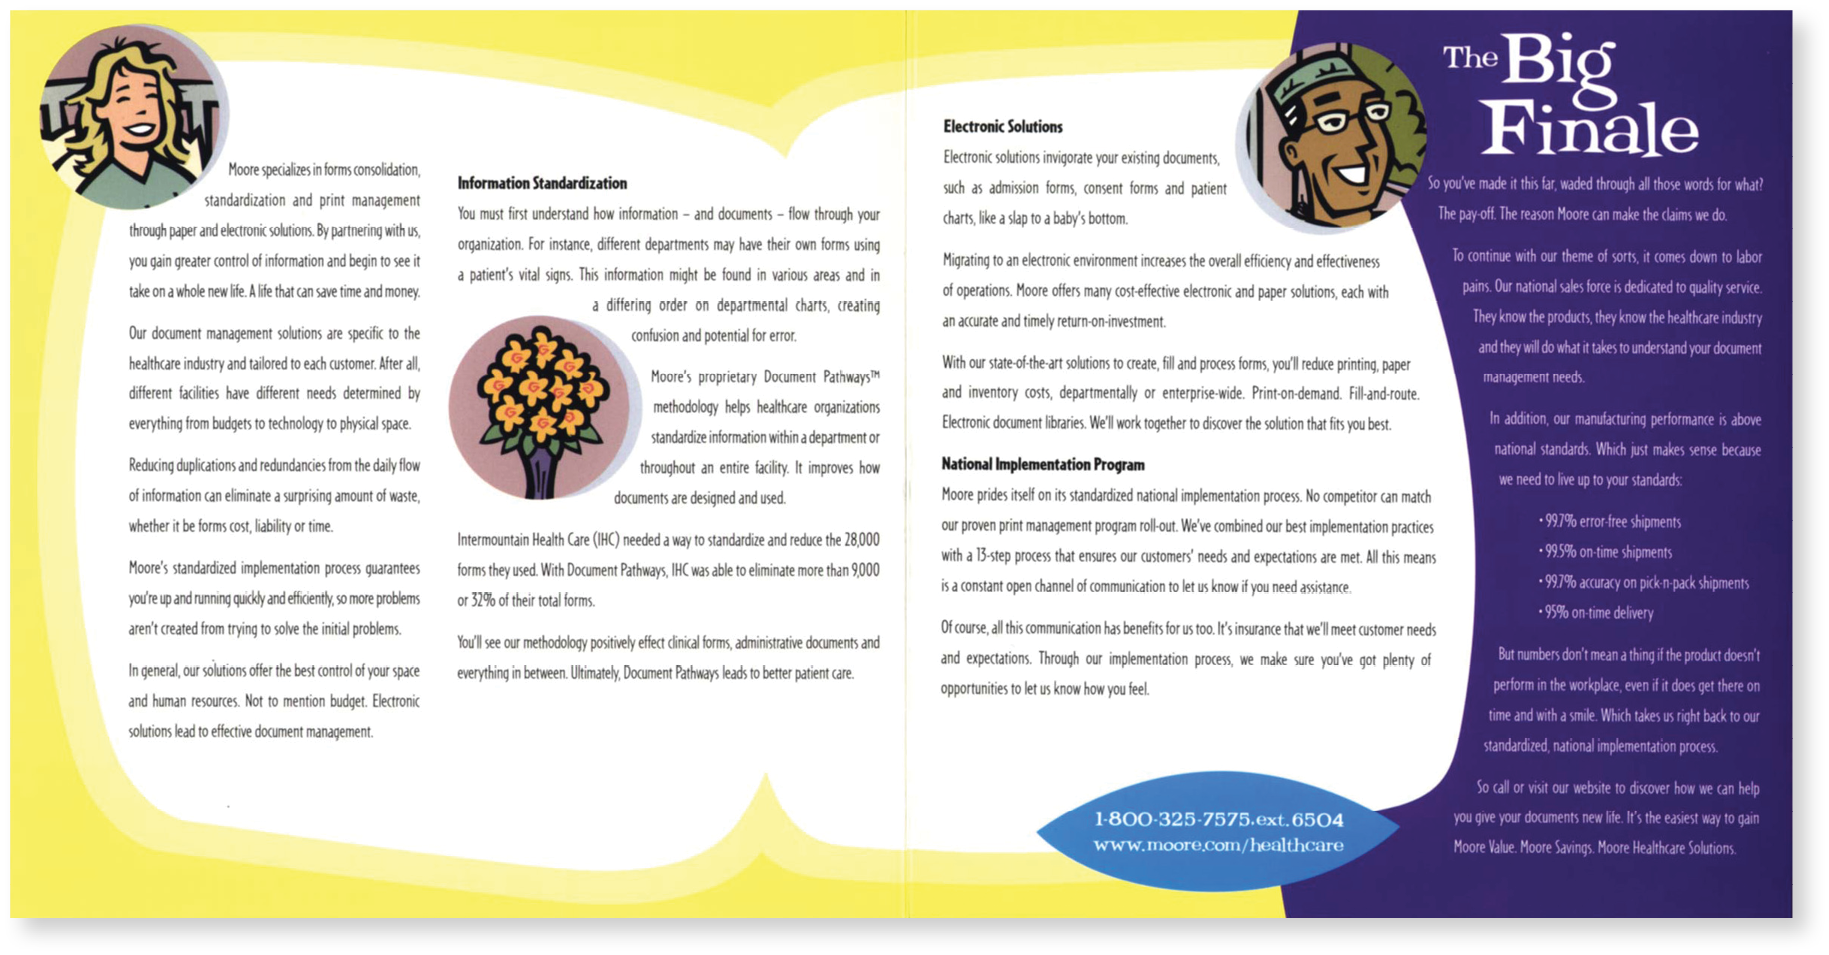 Moore specializes in forms consolidation,
standardization and print management
through paper and electronic solutions. By partnering with us,
you gain greater control of information and begin to see it
take on a whole new life. A life that can save time and money.
Our document management solutions are specific to the
healthcare industry and tailored to each customer. After all,
different facilities have different needs determined by
everything from budgets to technology to physical space.
Reducing duplications and redundancies from the daily flow
of information can eliminate a surprising amount of waste,
whether it be forms cost, liability or time.
Moore's standardized implementation process guarantees
you're up and running quickly and efficiently, so more problems
aren't created from trying to solve the initial problems.
In general, our solutions offer the best control of your space
and human resources. Not to mention budget. Electronic
solutions lead to effective document management.
Information Standardization
You must first understand how information – and documents – flow through your
organization. For instance, different departments may have their own forms using
a patient's vital signs. This information might be found in various areas and in
a differing order on departmental charts, creating
confusion and potential for error.
Moore's proprietary Document Pathways™
methodology helps healthcare organizations
standardize information within a department or
throughout an entire facility. It improves how
documents are designed and used.
Intermountain Health Care (IHC) needed a way to standardize and reduce the 28,000
forms they used. With Document Pathways, IHC was able to eliminate more than 9,000
or 32% of their total forms.
You'll see our methodology positively effect clinical forms, administrative documents and
everything in between. Ultimately, Document Pathways leads to better patient care.
Electronic Solutions
Electronic solutions invigorate your existing documents,
such as admission forms, consent forms and patient
charts, like a slap to a baby's bottom.
Migrating to an electronic environment increases the overall efficiency and effectiveness
of operations. Moore offers many cost-effective electronic and paper solutions, each with
an accurate and timely return-on-investment.
With our state-of-the-art solutions to create, fill and process forms, you'll reduce printing, paper
and inventory costs, departmentally or enterprise-wide. Print-on-demand. Fill-and-route.
Electronic document libraries. We'll work together to discover the solution that fits you best.
National Implementation Program
Moore prides itself on its standardized national implementation process. No competitor can match
our proven print management program roll-out. We've combined our best implementation practices
with a 13-step process that ensures our customers' needs and expectations are met. All this means
is a constant open channel of communication to let us know if you need assistance.
Of course, all this communication has benefits for us too. It's insurance that we'll meet customer needs
and expectations. Through our implementation process, we make sure you've got plenty of
opportunities to let us know how you feel.
1-800-325-7575.ext.6504
www.moore.com/healthcare
The Big
Finale
So you've made it this far, waded through all those words for what?
The pay-off. The reason Moore can make the claims we do.
To continue with our theme of sorts, it comes down to labor
pains. Our national sales force is dedicated to quality service.
They know the products, they know the healthcare industry
and they will do what it takes to understand your document
management needs.
In addition, our manufacturing performance is above
national standards. Which just makes sense because
we need to live up to your standards:
• 99.7% error-free shipments
• 99.5% on-time shipments
• 99.7% accuracy on pick-n-pack shipments
• 95% on-time delivery
But numbers don't mean a thing if the product doesn't
perform in the workplace, even if it does get there on
time and with a smile. Which takes us right back to our
standardized, national implementation process.
So call or visit our website to discover how we can help
you give your documents new life. It's the easiest way to gain
Moore Value. Moore Savings. Moore Healthcare Solutions.